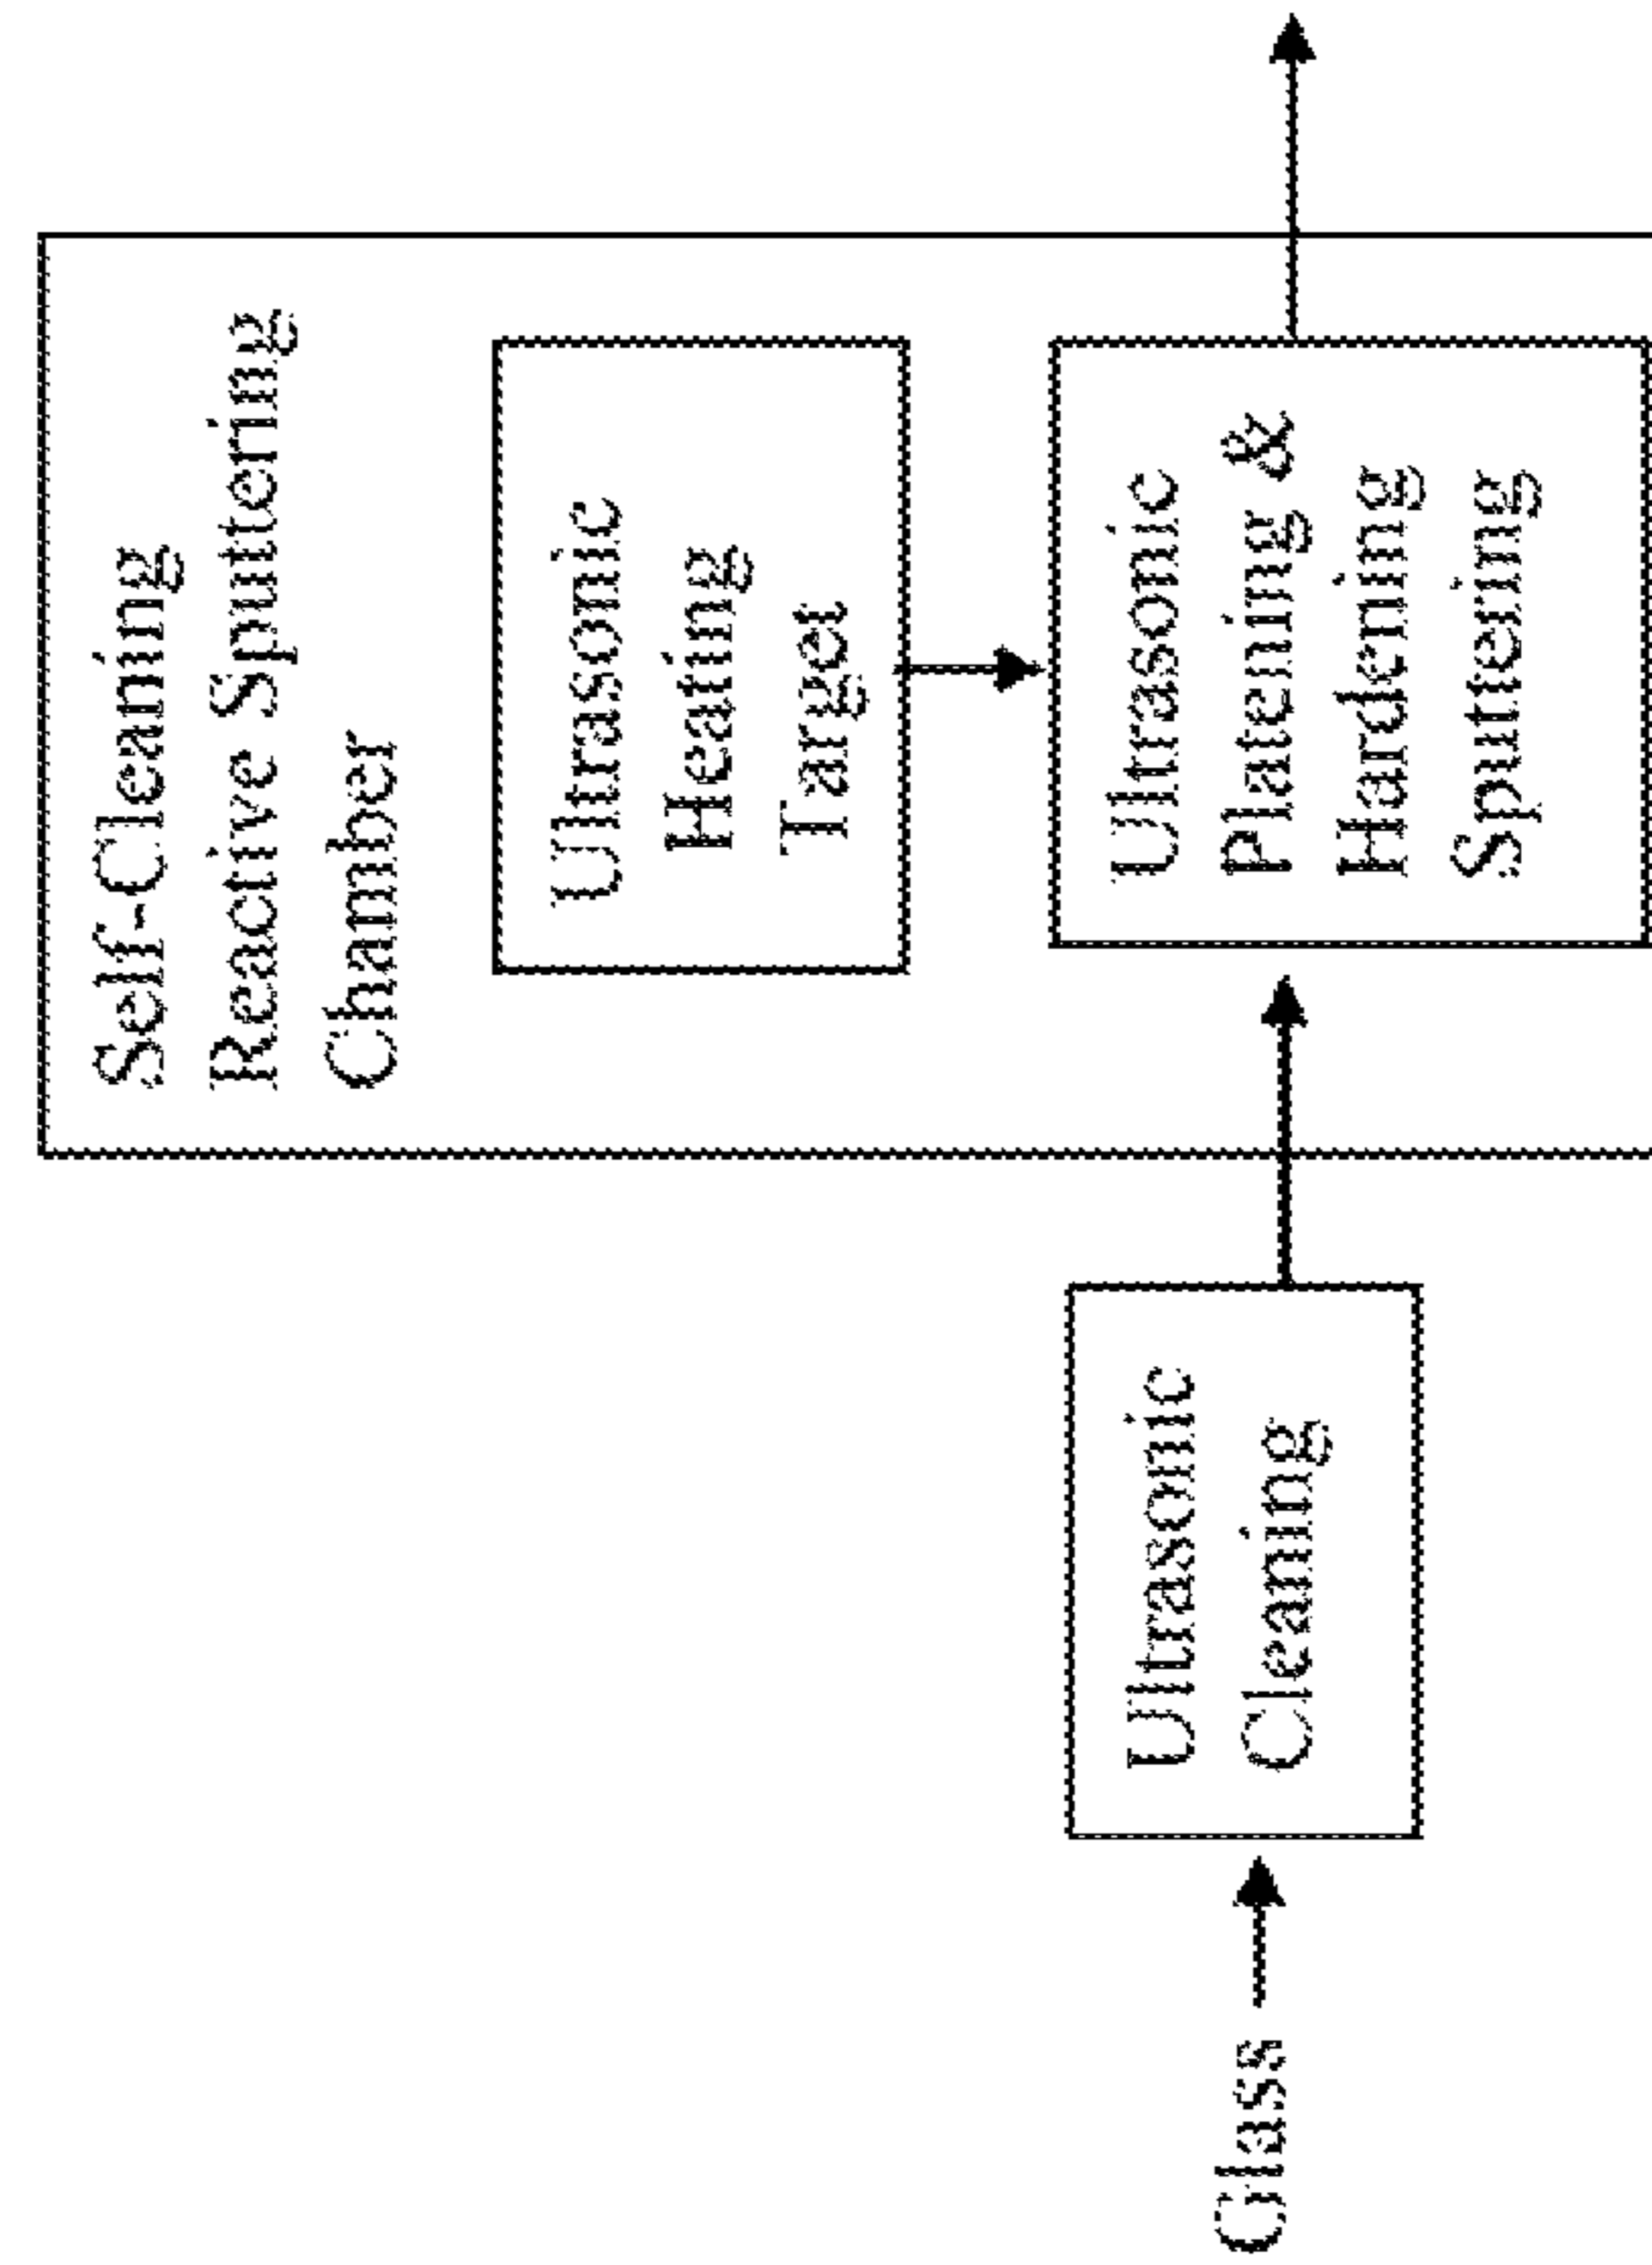 Self-Cleaning
Reactive Sputtering
Chamber
Ultrasonic
Heating
Target
Ultrasonic
Platening &
Hardening
Sputtering
Ultrasonic
Cleaning
Glass